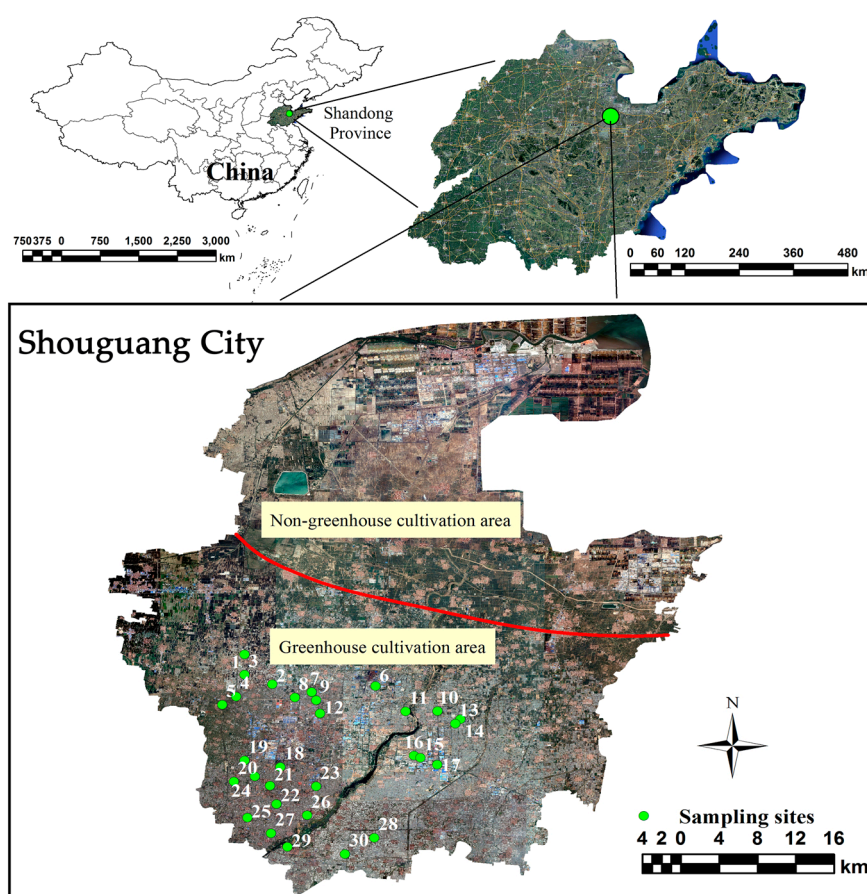 Shandong
Province
China
750 375 0 750 1,500 2,250 3,000
km
0 60 120 240 360 480
km
Shouguang City
Non-greenhouse cultivation area
Greenhouse cultivation area
1 3
4 2 7 6
5 8 9
12 11 10 13
14
19 18 16 15
20 17
24 21 23
22
25 26
27 28
29 30
N
Sampling sites
4 2 0 4 8 12 16
km